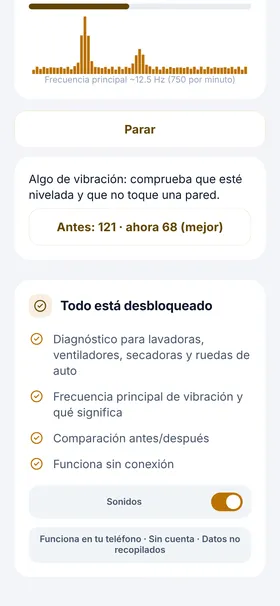 Frecuencia principal ~12.5 Hz (750 por minuto)
Parar
Algo de vibración: comprueba que esté
nivelada y que no toque una pared.
Antes: 121 · ahora 68 (mejor)
Todo está desbloqueado
Diagnóstico para lavadoras,
ventiladores, secadoras y ruedas de
auto
Frecuencia principal de vibración y
qué significa
Comparación antes/después
Funciona sin conexión
Sonidos
Funciona en tu teléfono · Sin cuenta · Datos no
recopilados